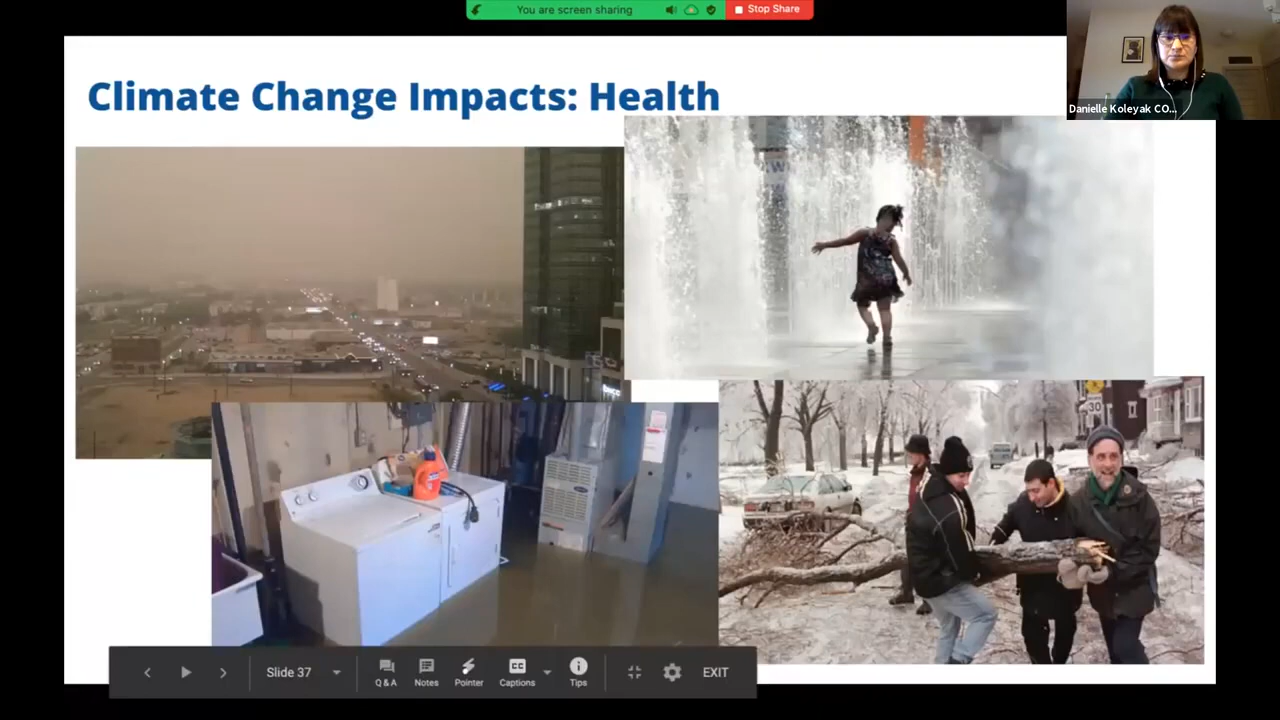 You are screen sharing
Stop Share
Danielle Koleyak CO...
Climate Change Impacts: Health
30
Slide 37
Q & A
Notes
Pointer
CC
Captions
Tips
EXIT